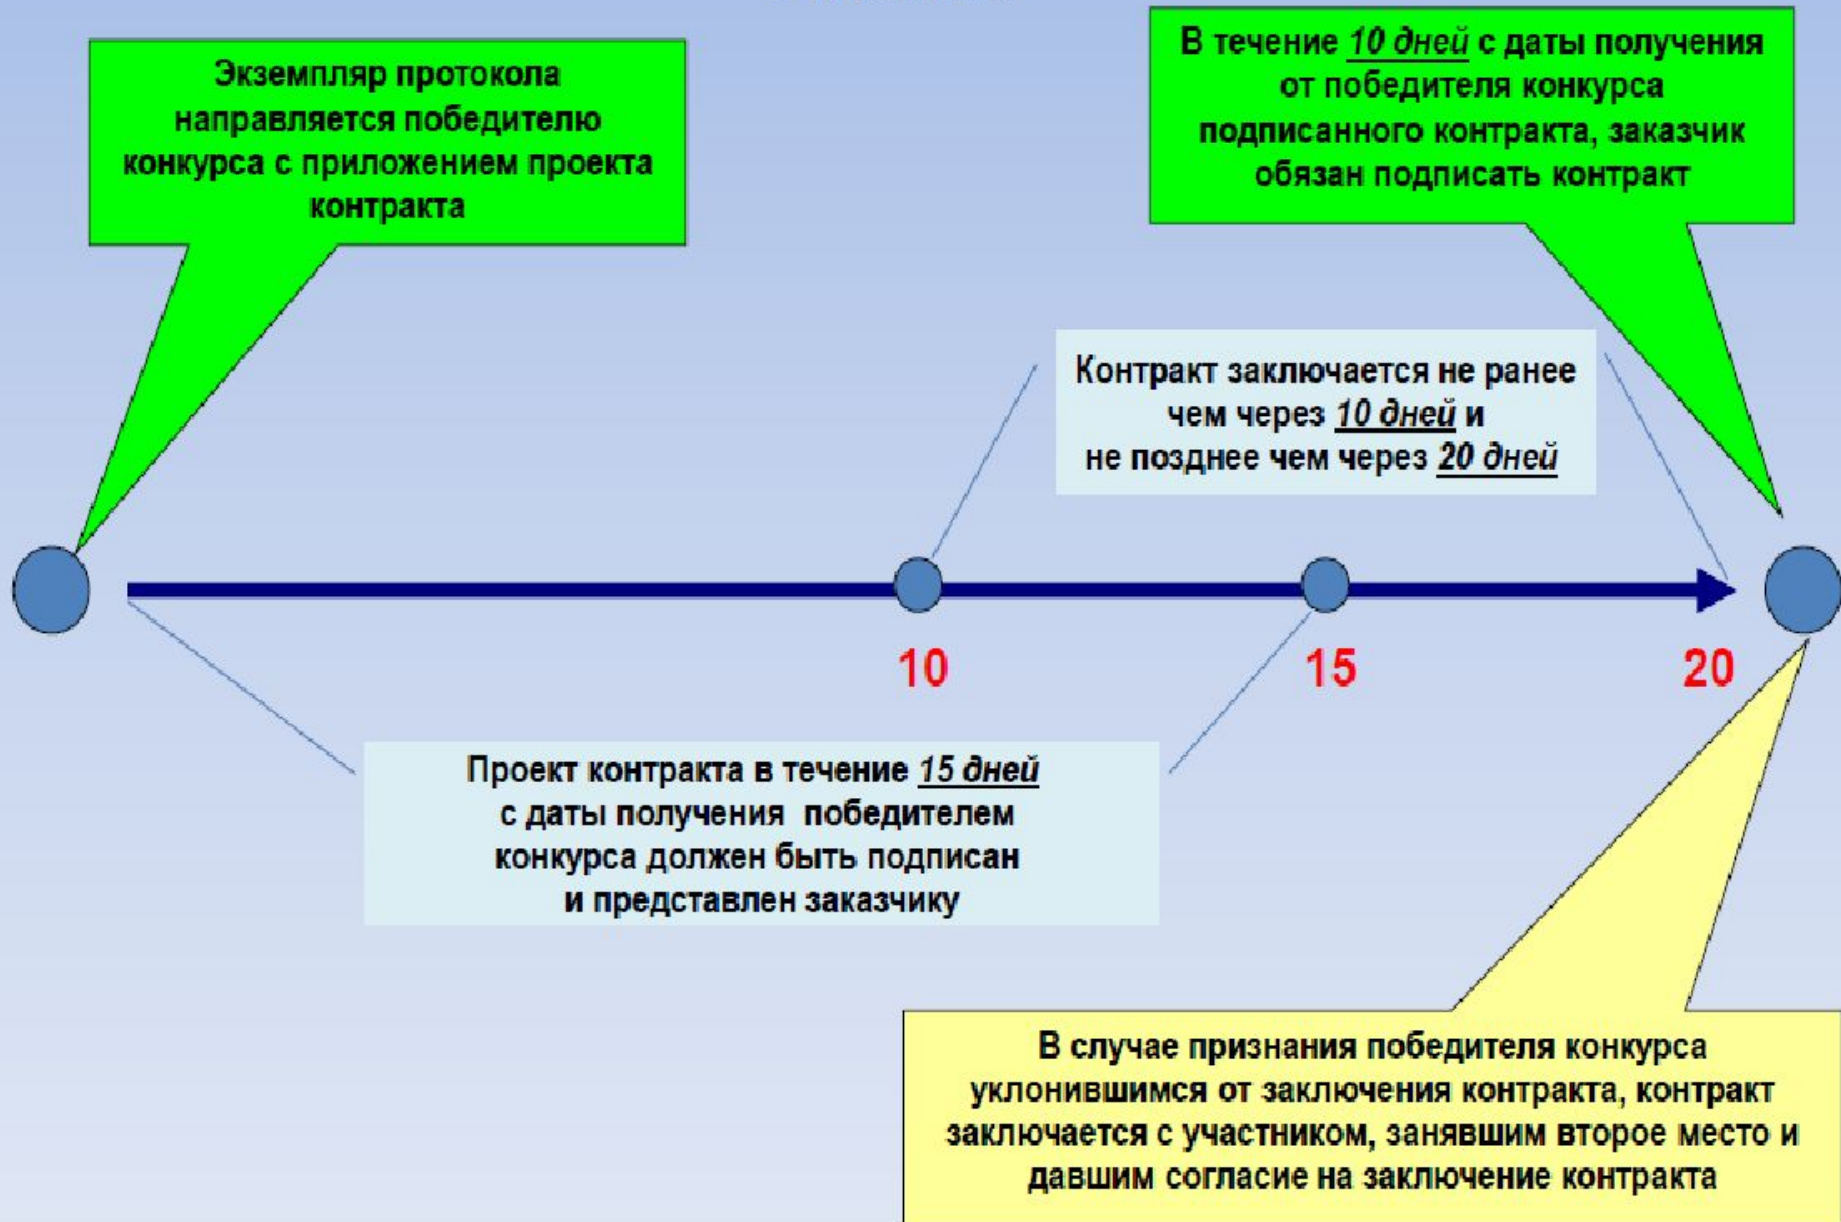 Экземпляр протокола
направляется победителю
конкурса с приложением проекта
контракта
В течение 10 дней с даты получения
от победителя конкурса
подписанного контракта, заказчик
обязан подписать контракт
Контракт заключается не ранее
чем через 10 дней и
не позднее чем через 20 дней
10
15
20
Проект контракта в течение 15 дней
с даты получения победителем
конкурса должен быть подписан
и представлен заказчику
В случае признания победителя конкурса
уклонившимся от заключения контракта, контракт
заключается с участником, занявшим второе место и
давшим согласие на заключение контракта